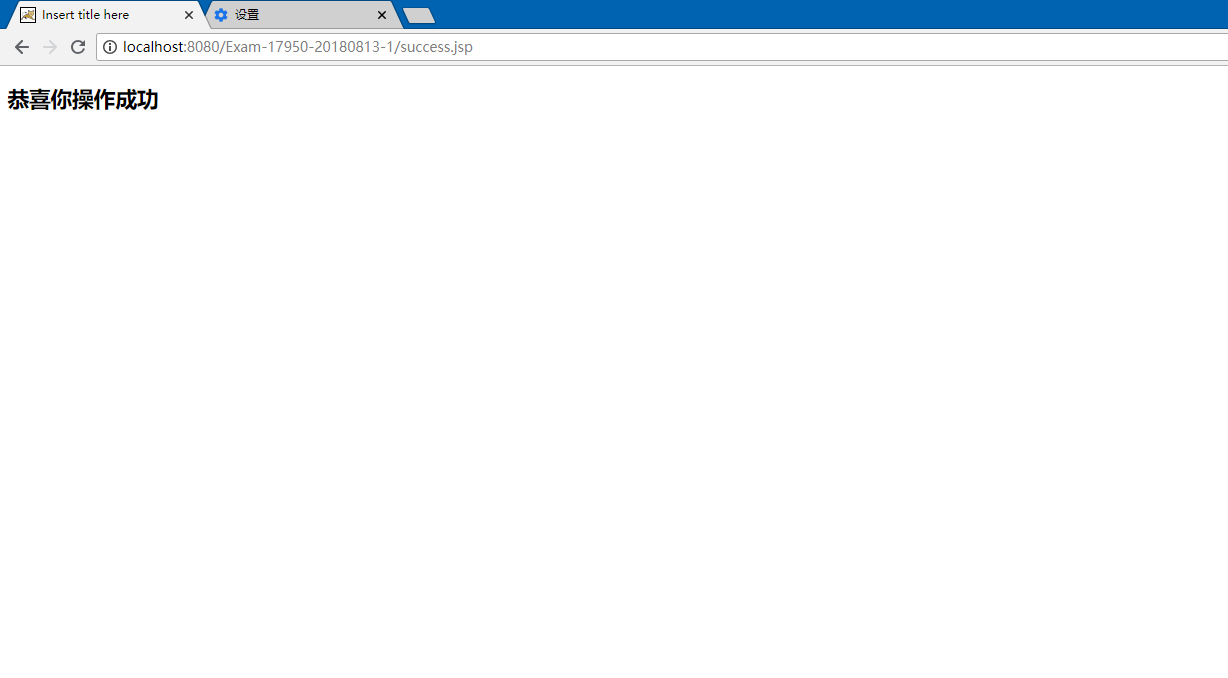 Insert title here
设置
localhost:8080/Exam-17950-20180813-1/success.jsp
恭喜你操作成功